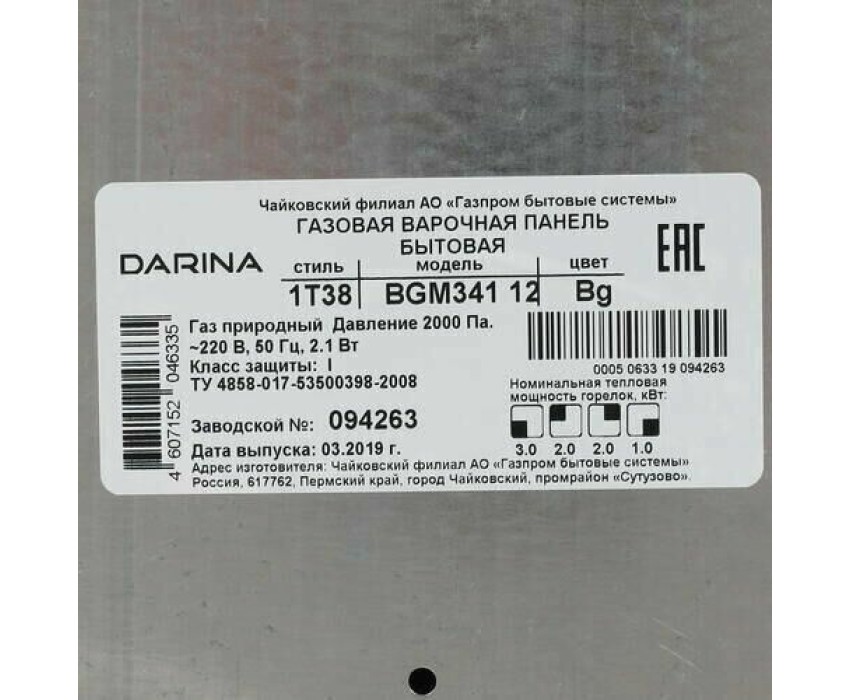 Чайковский филиал АО «Газпром бытовые системы»
ГАЗОВАЯ ВАРОЧНАЯ ПАНЕЛЬ
БЫТОВАЯ
DARINA
EAC
стиль модель цвет
1T38 BGM341 12 Bg
Газ природный Давление 2000 Па.
~220 В, 50 Гц, 2.1 Вт
Класс защиты: I
ТУ 4858-017-53500398-2008
4 607152 046335
0005 0633 19 094263
Номинальная тепловая
мощность горелок, кВт:
3.0 2.0 2.0 1.0
Заводской №: 094263
Дата выпуска: 03.2019 г.
Адрес изготовителя: Чайковский филиал АО «Газпром бытовые системы»
Россия, 617762, Пермский край, город Чайковский, промрайон «Сутузово».